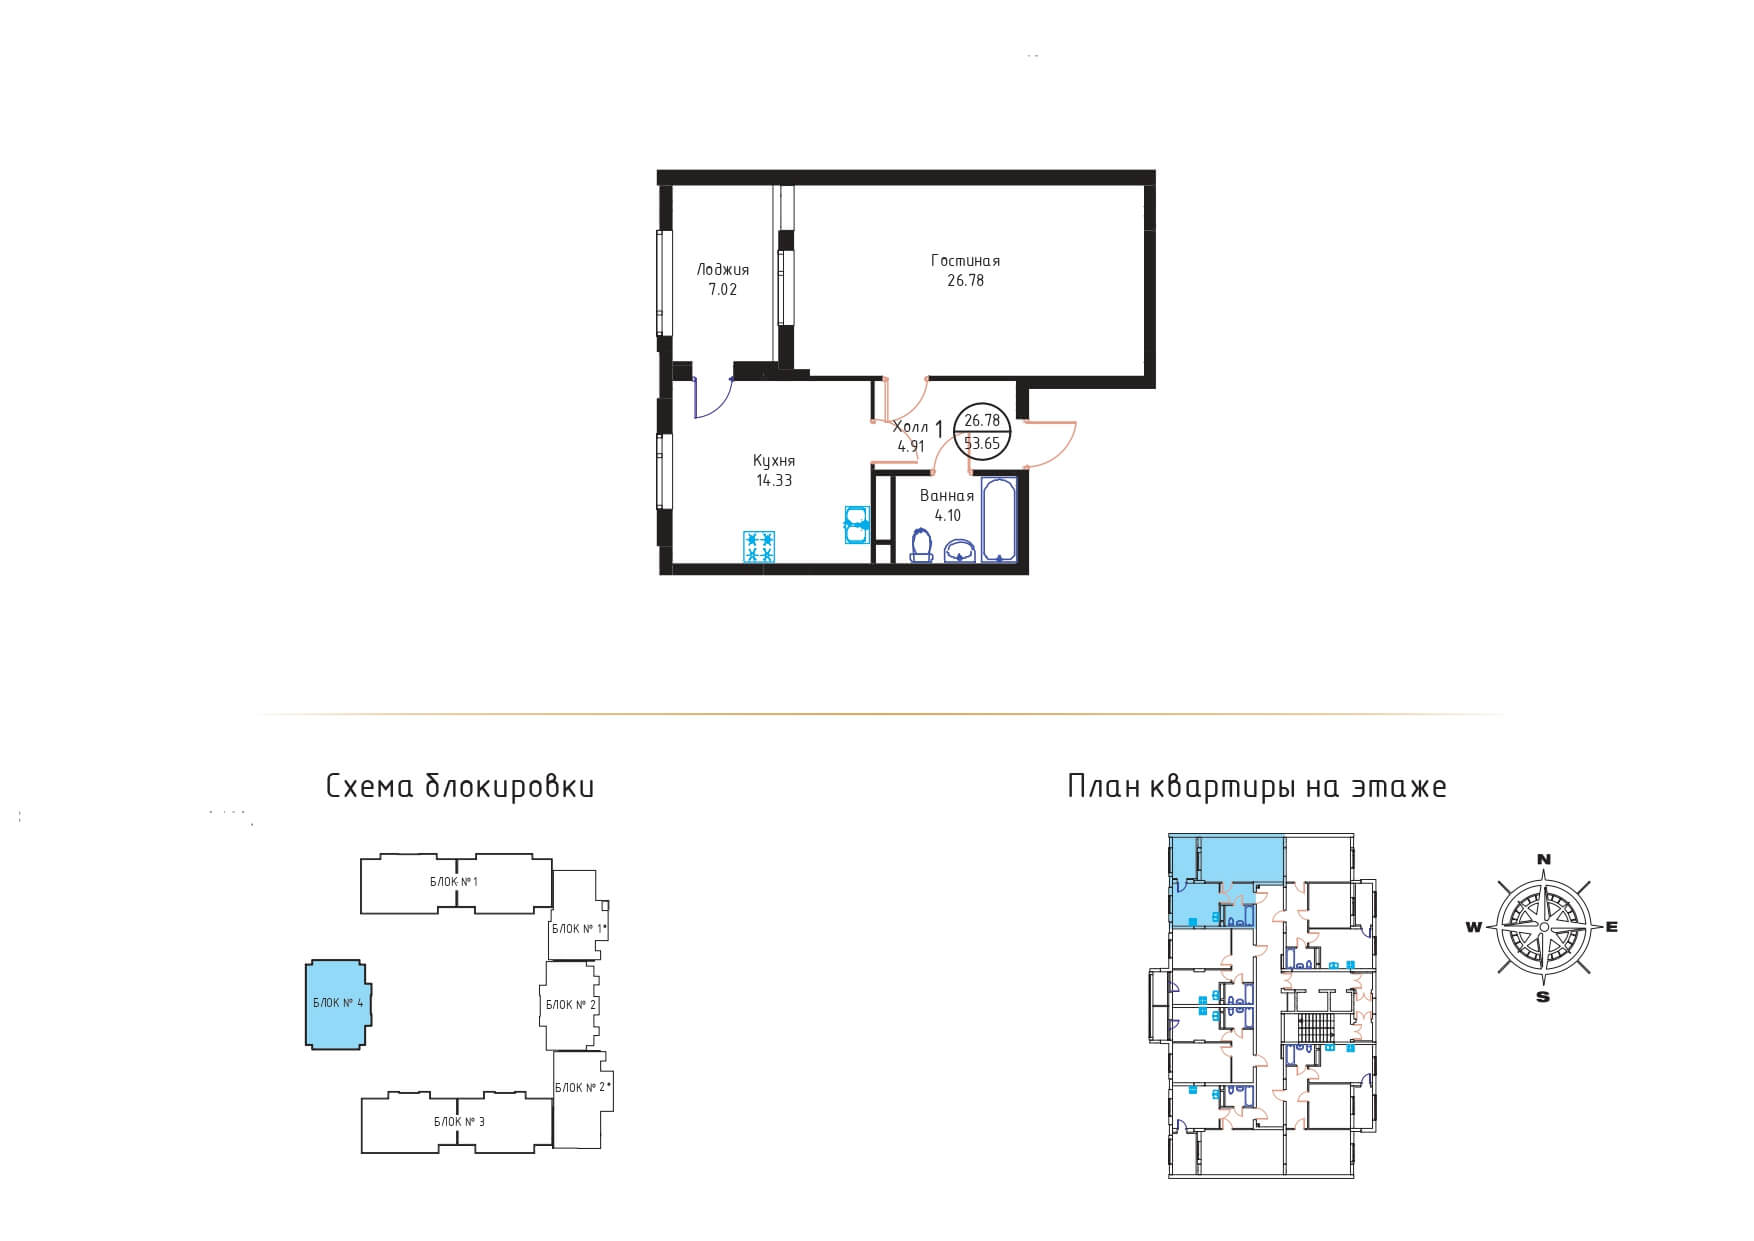 Лоджия
7.02
Гостиная
26.78
Холл
4.91
1
26.78
53.65
Кухня
14.33
Ванная
4.10
Схема блокировки
План квартиры на этаже
БЛОК № 1
БЛОК № 1*
БЛОК № 4
БЛОК № 2
БЛОК № 2*
БЛОК № 3
N
W
E
S